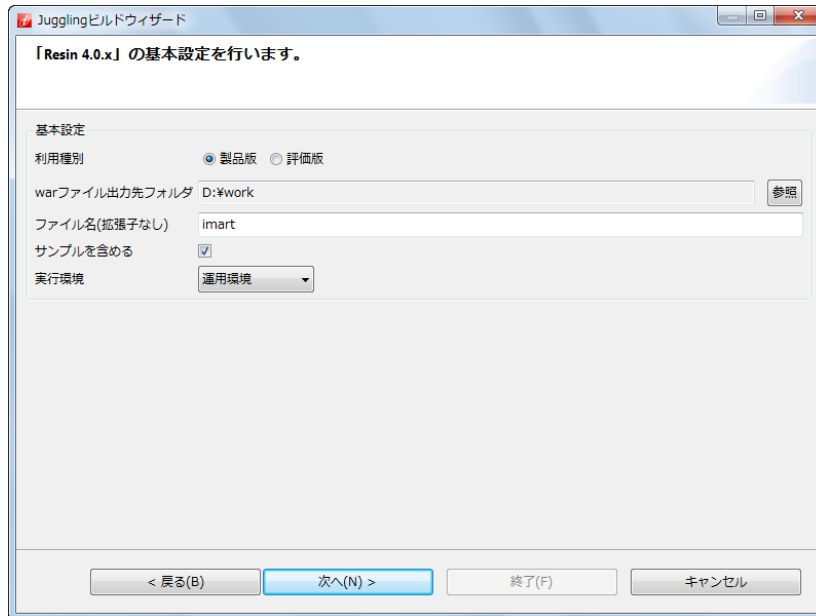 Jugglingビルドウィザード
「Resin 4.0.x」の基本設定を行います。
基本設定
利用種別 製品版 評価版
warファイル出力先フォルダ D:¥work 参照
ファイル名(拡張子なし) imart
サンプルを含める
実行環境 運用環境
< 戻る(B) 次へ(N) > 終了(F) キャンセル